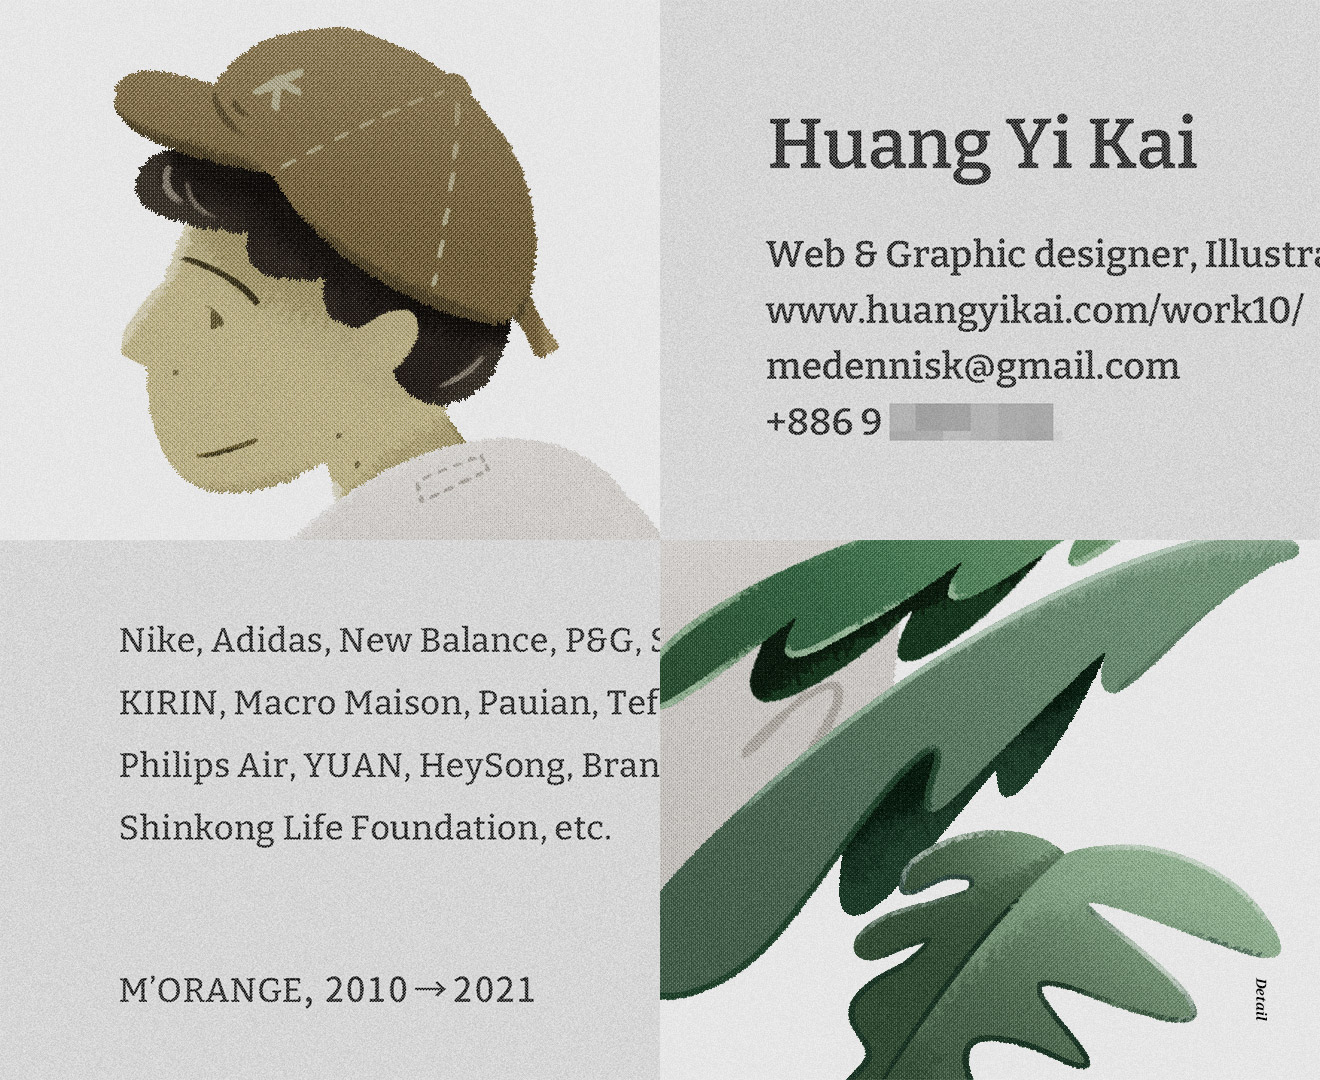 Huang Yi Kai
Web & Graphic designer, Illustra
www.huangyikai.com/work10/
medennisk@gmail.com
+886 9
Nike, Adidas, New Balance, P&G, S
KIRIN, Macro Maison, Pauian, Tef
Philips Air, YUAN, HeySong, Bran
Shinkong Life Foundation, etc.
M’ORANGE, 2010→2021
Detail